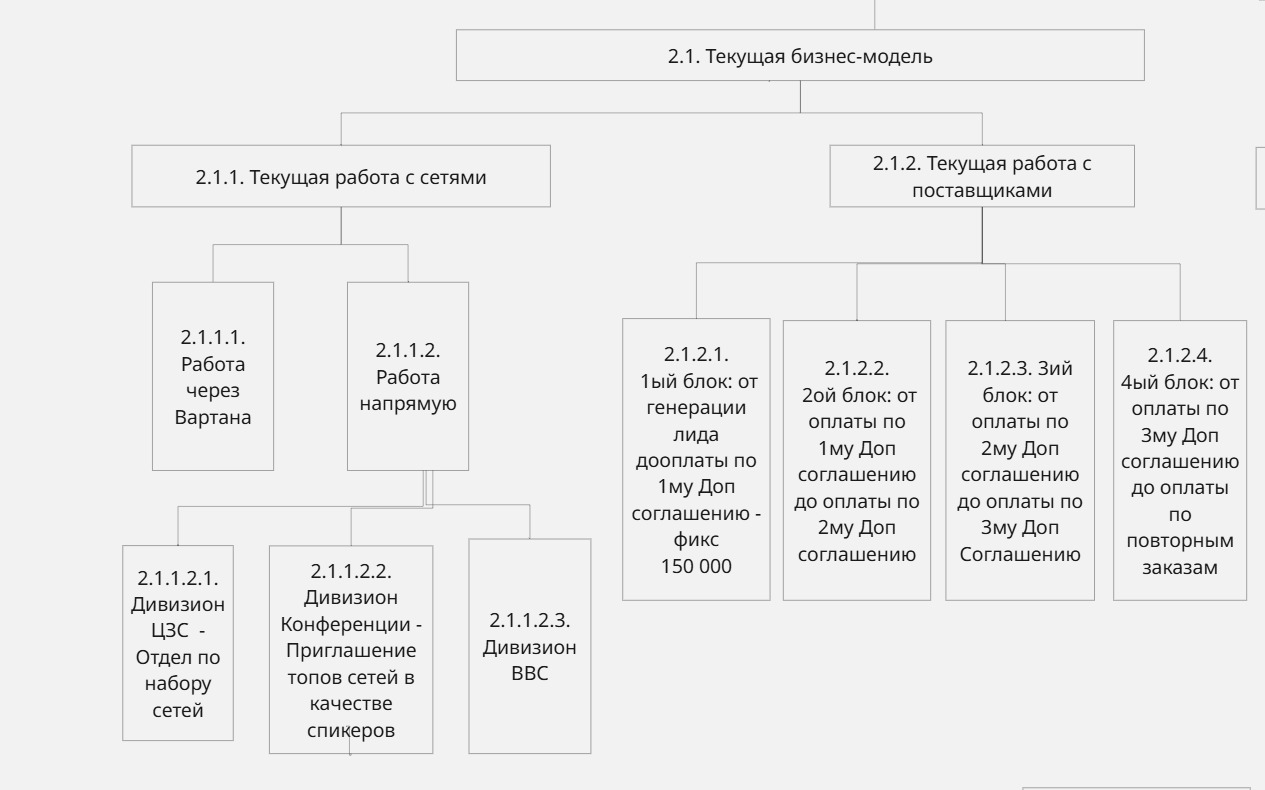 2.1. Текущая бизнес-модель
2.1.1. Текущая работа с сетями
2.1.2. Текущая работа с
поставщиками
2.1.1.1.
Работа
через
Вартана
2.1.1.2.
Работа
напрямую
2.1.2.1.
1ый блок: от
генерации
лида
дооплаты по
1му Доп
соглашению -
фикс
150 000
2.1.2.2.
2ой блок: от
оплаты по
1му Доп
соглашению
до оплаты по
2му Доп
соглашению
2.1.2.3. 3ий
блок: от
оплаты по
2му Доп
соглашению
до оплаты по
3му Доп
Соглашению
2.1.2.4.
4ый блок: от
оплаты по
3му Доп
соглашению
до оплаты
по
повторным
заказам
2.1.1.2.1.
Дивизион
ЦЗС -
Отдел по
набору
сетей
2.1.1.2.2.
Дивизион
Конференции -
Приглашение
топов сетей в
качестве
спикеров
2.1.1.2.3.
Дивизион
ВВС